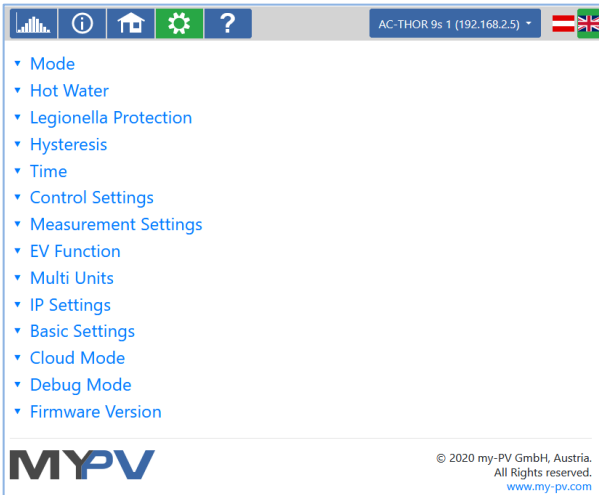 ?
AC-THOR 9s 1 (192.168.2.5)
Mode
Hot Water
Legionella Protection
Hysteresis
Time
Control Settings
Measurement Settings
EV Function
Multi Units
IP Settings
Basic Settings
Cloud Mode
Debug Mode
Firmware Version
MYPV
© 2020 my-PV GmbH, Austria.
All Rights reserved.
www.my-pv.com